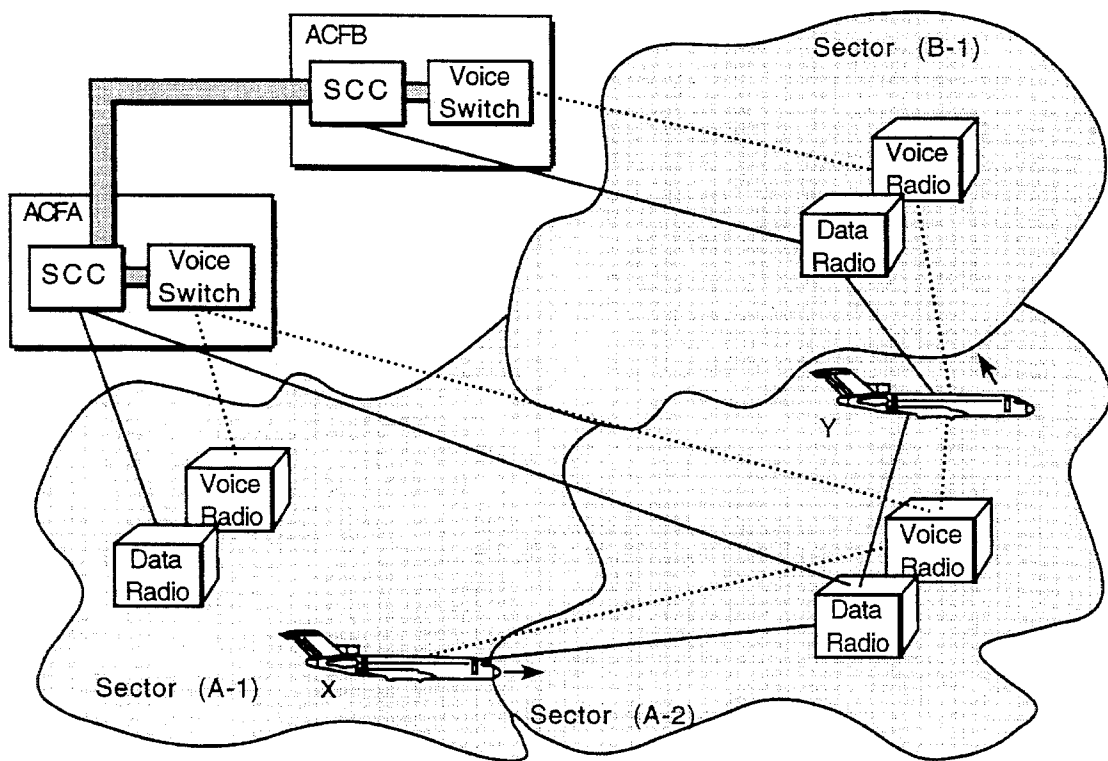 ACFB
SCC
Voice
Switch
Sector (B-1)
Voice
Radio
Data
Radio
ACFA
SCC
Voice
Switch
Y
Voice
Radio
Data
Radio
Voice
Radio
Data
Radio
X
Sector (A-1)
Sector (A-2)